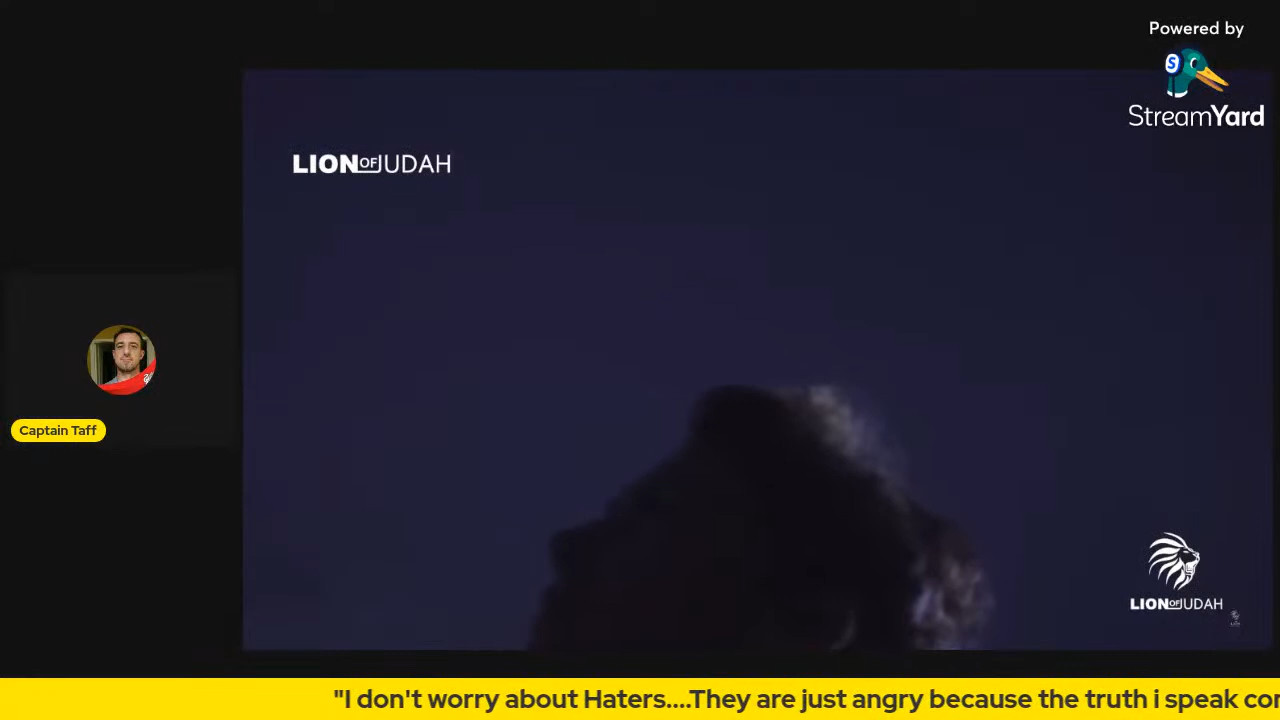 Powered by
S
StreamYard
LIONOFJUDAH
Captain Taff
LIONOFJUDAH
"I don't worry about Haters....They are just angry because the truth i speak con